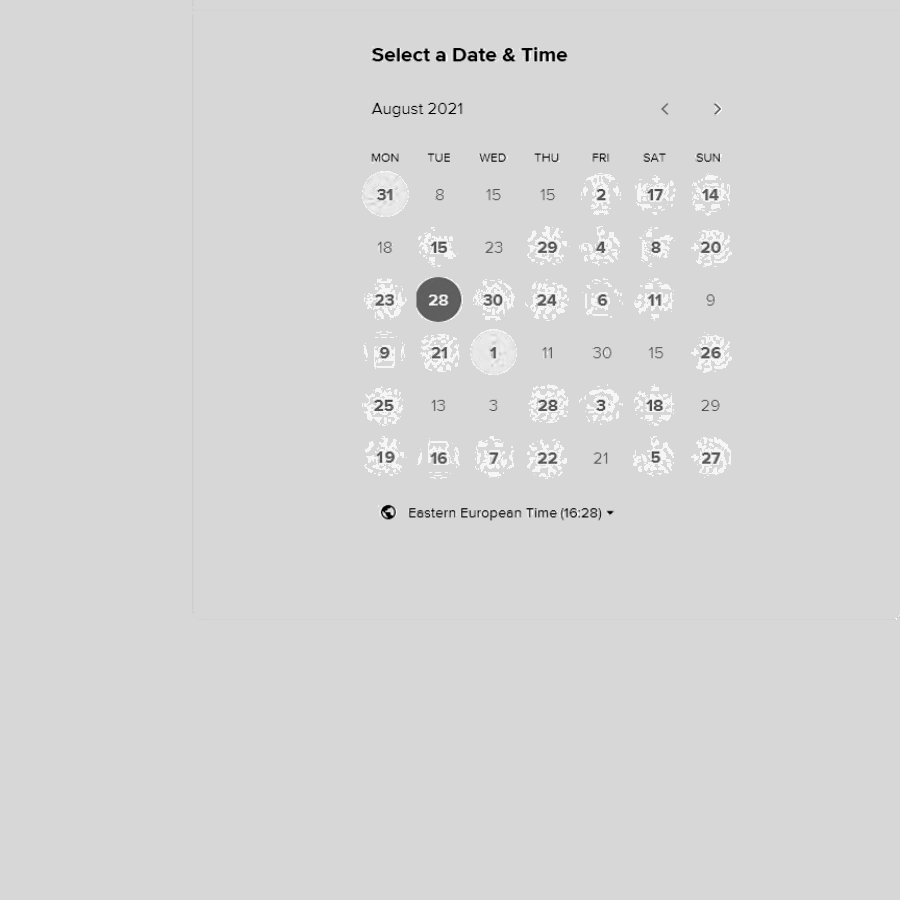 Select a Date & Time
August 2021
MON TUE WED THU FRI SAT SUN
31 8 15 15 2 17 14
18 15 23 29 4 8 20
23 28 30 24 6 11 9
9 21 1 11 30 15 26
25 13 3 28 3 18 29
19 16 7 22 21 5 27
Eastern European Time (16:28)